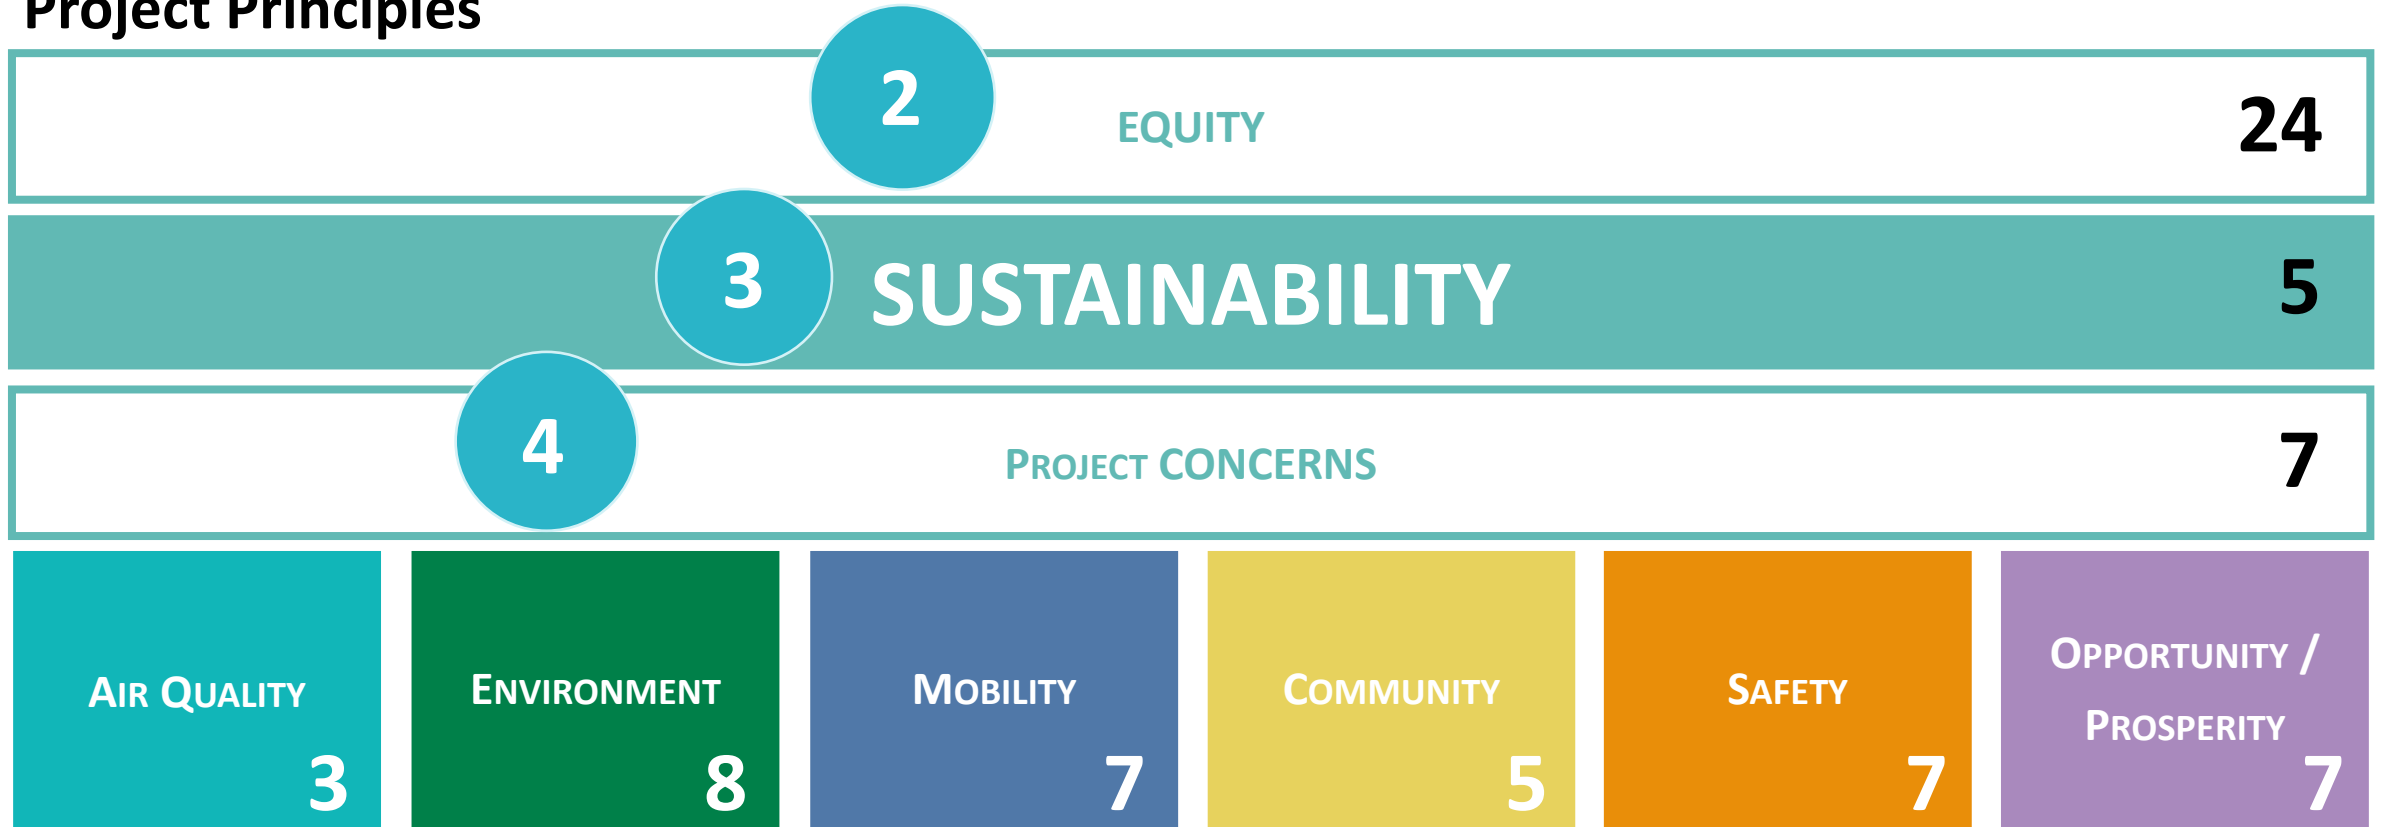 Project Principles
2
EQUITY
24
3
SUSTAINABILITY
5
4
PROJECT CONCERNS
7
AIR QUALITY
3
ENVIRONMENT
8
MOBILITY
7
COMMUNITY
5
SAFETY
7
OPPORTUNITY /
PROSPERITY
7